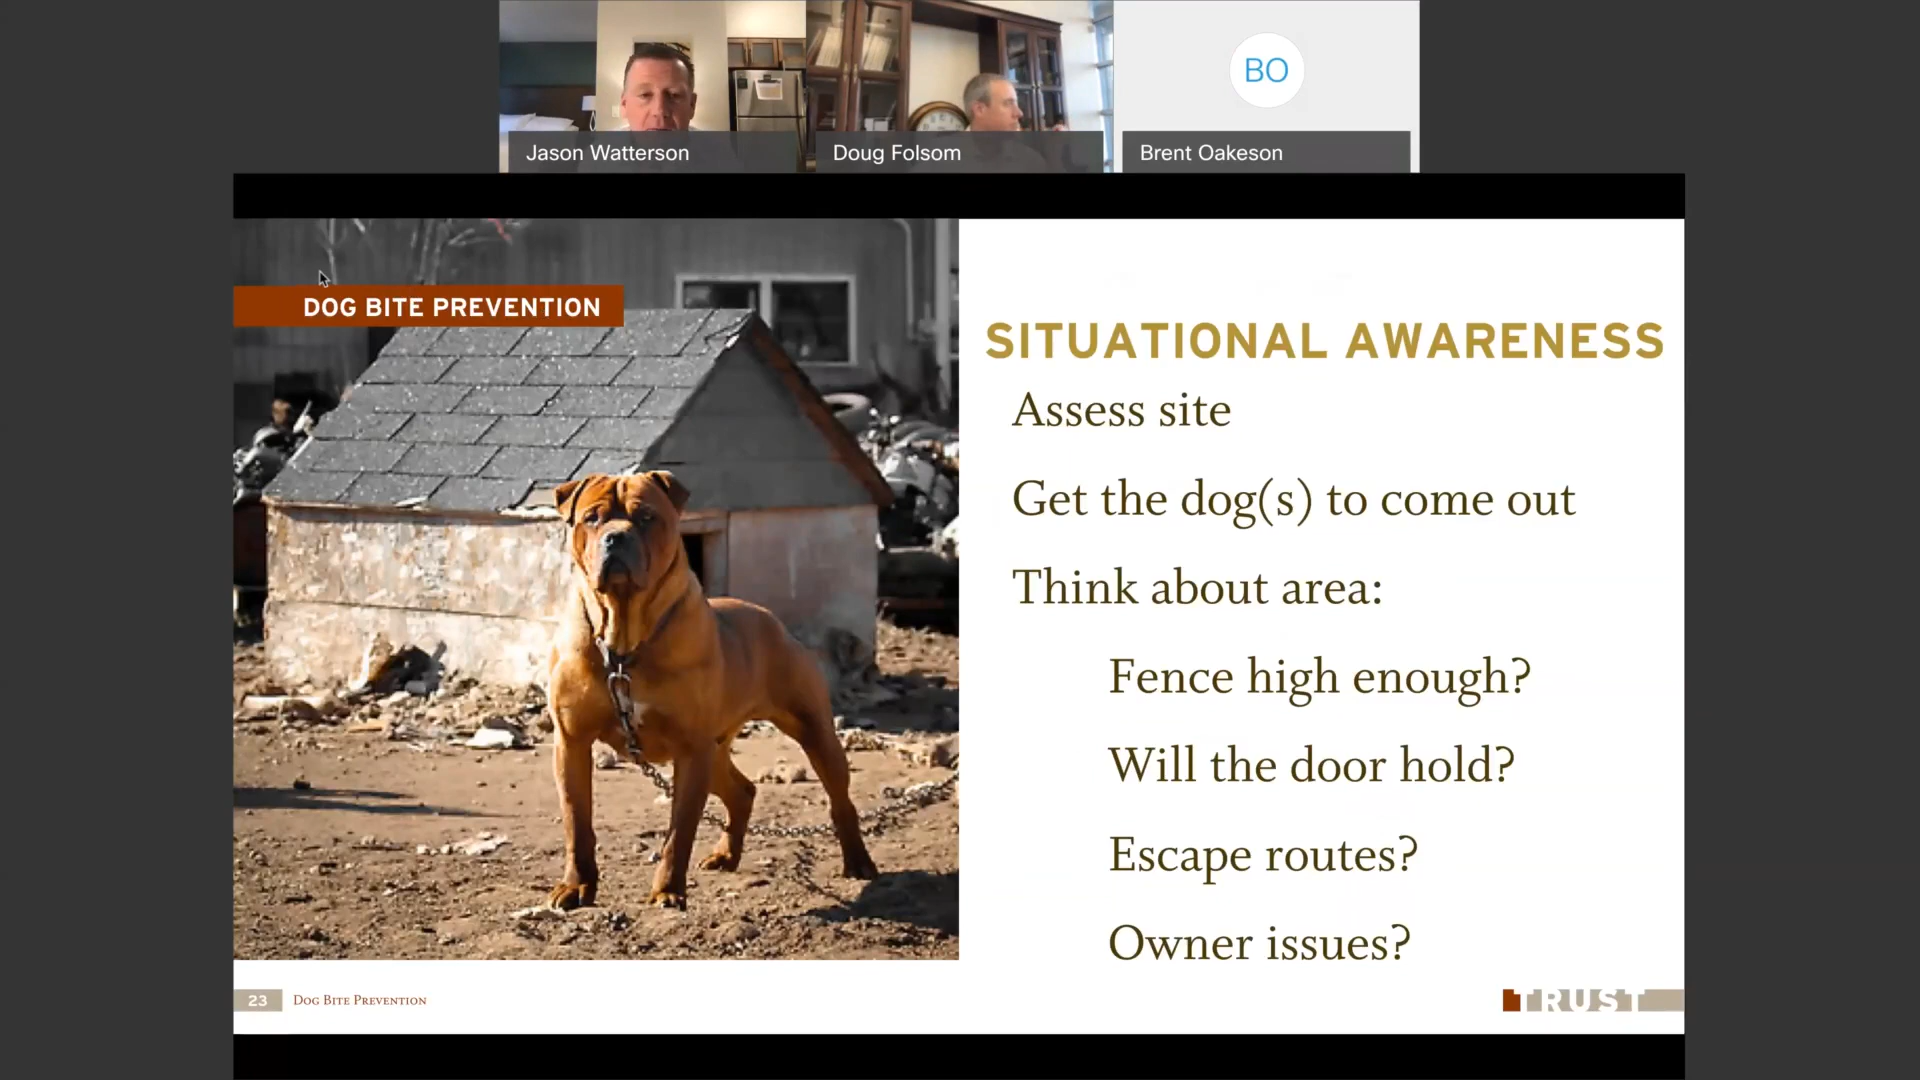 BO
Jason Watterson
Doug Folsom
Brent Oakeson
DOG BITE PREVENTION
SITUATIONAL AWARENESS
Assess site
Get the dog(s) to come out
Think about area:
Fence high enough?
Will the door hold?
Escape routes?
Owner issues?
23 Dog Bite Prevention
TRUST